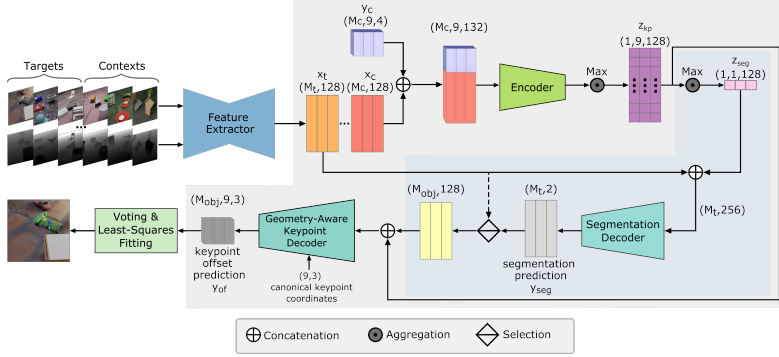 Targets
Contexts
Feature
Extractor
x_t
(M_t,128)
x_c
(Mc,128)
...
y_c
(Mc,9,4)
(Mc,9,132)
Encoder
Max
z_kp
(1,9,128)
Max
z_seg
(1,1,128)
(M_t,256)
Segmentation
Decoder
(M_t,2)
segmentation
prediction
y_seg
(M_obj,128)
Geometry-Aware
Keypoint
Decoder
(9,3)
canonical keypoint
coordinates
(M_obj,9,3)
keypoint
offset
prediction
y_of
Voting &
Least-Squares
Fitting
Concatenation
Aggregation
Selection